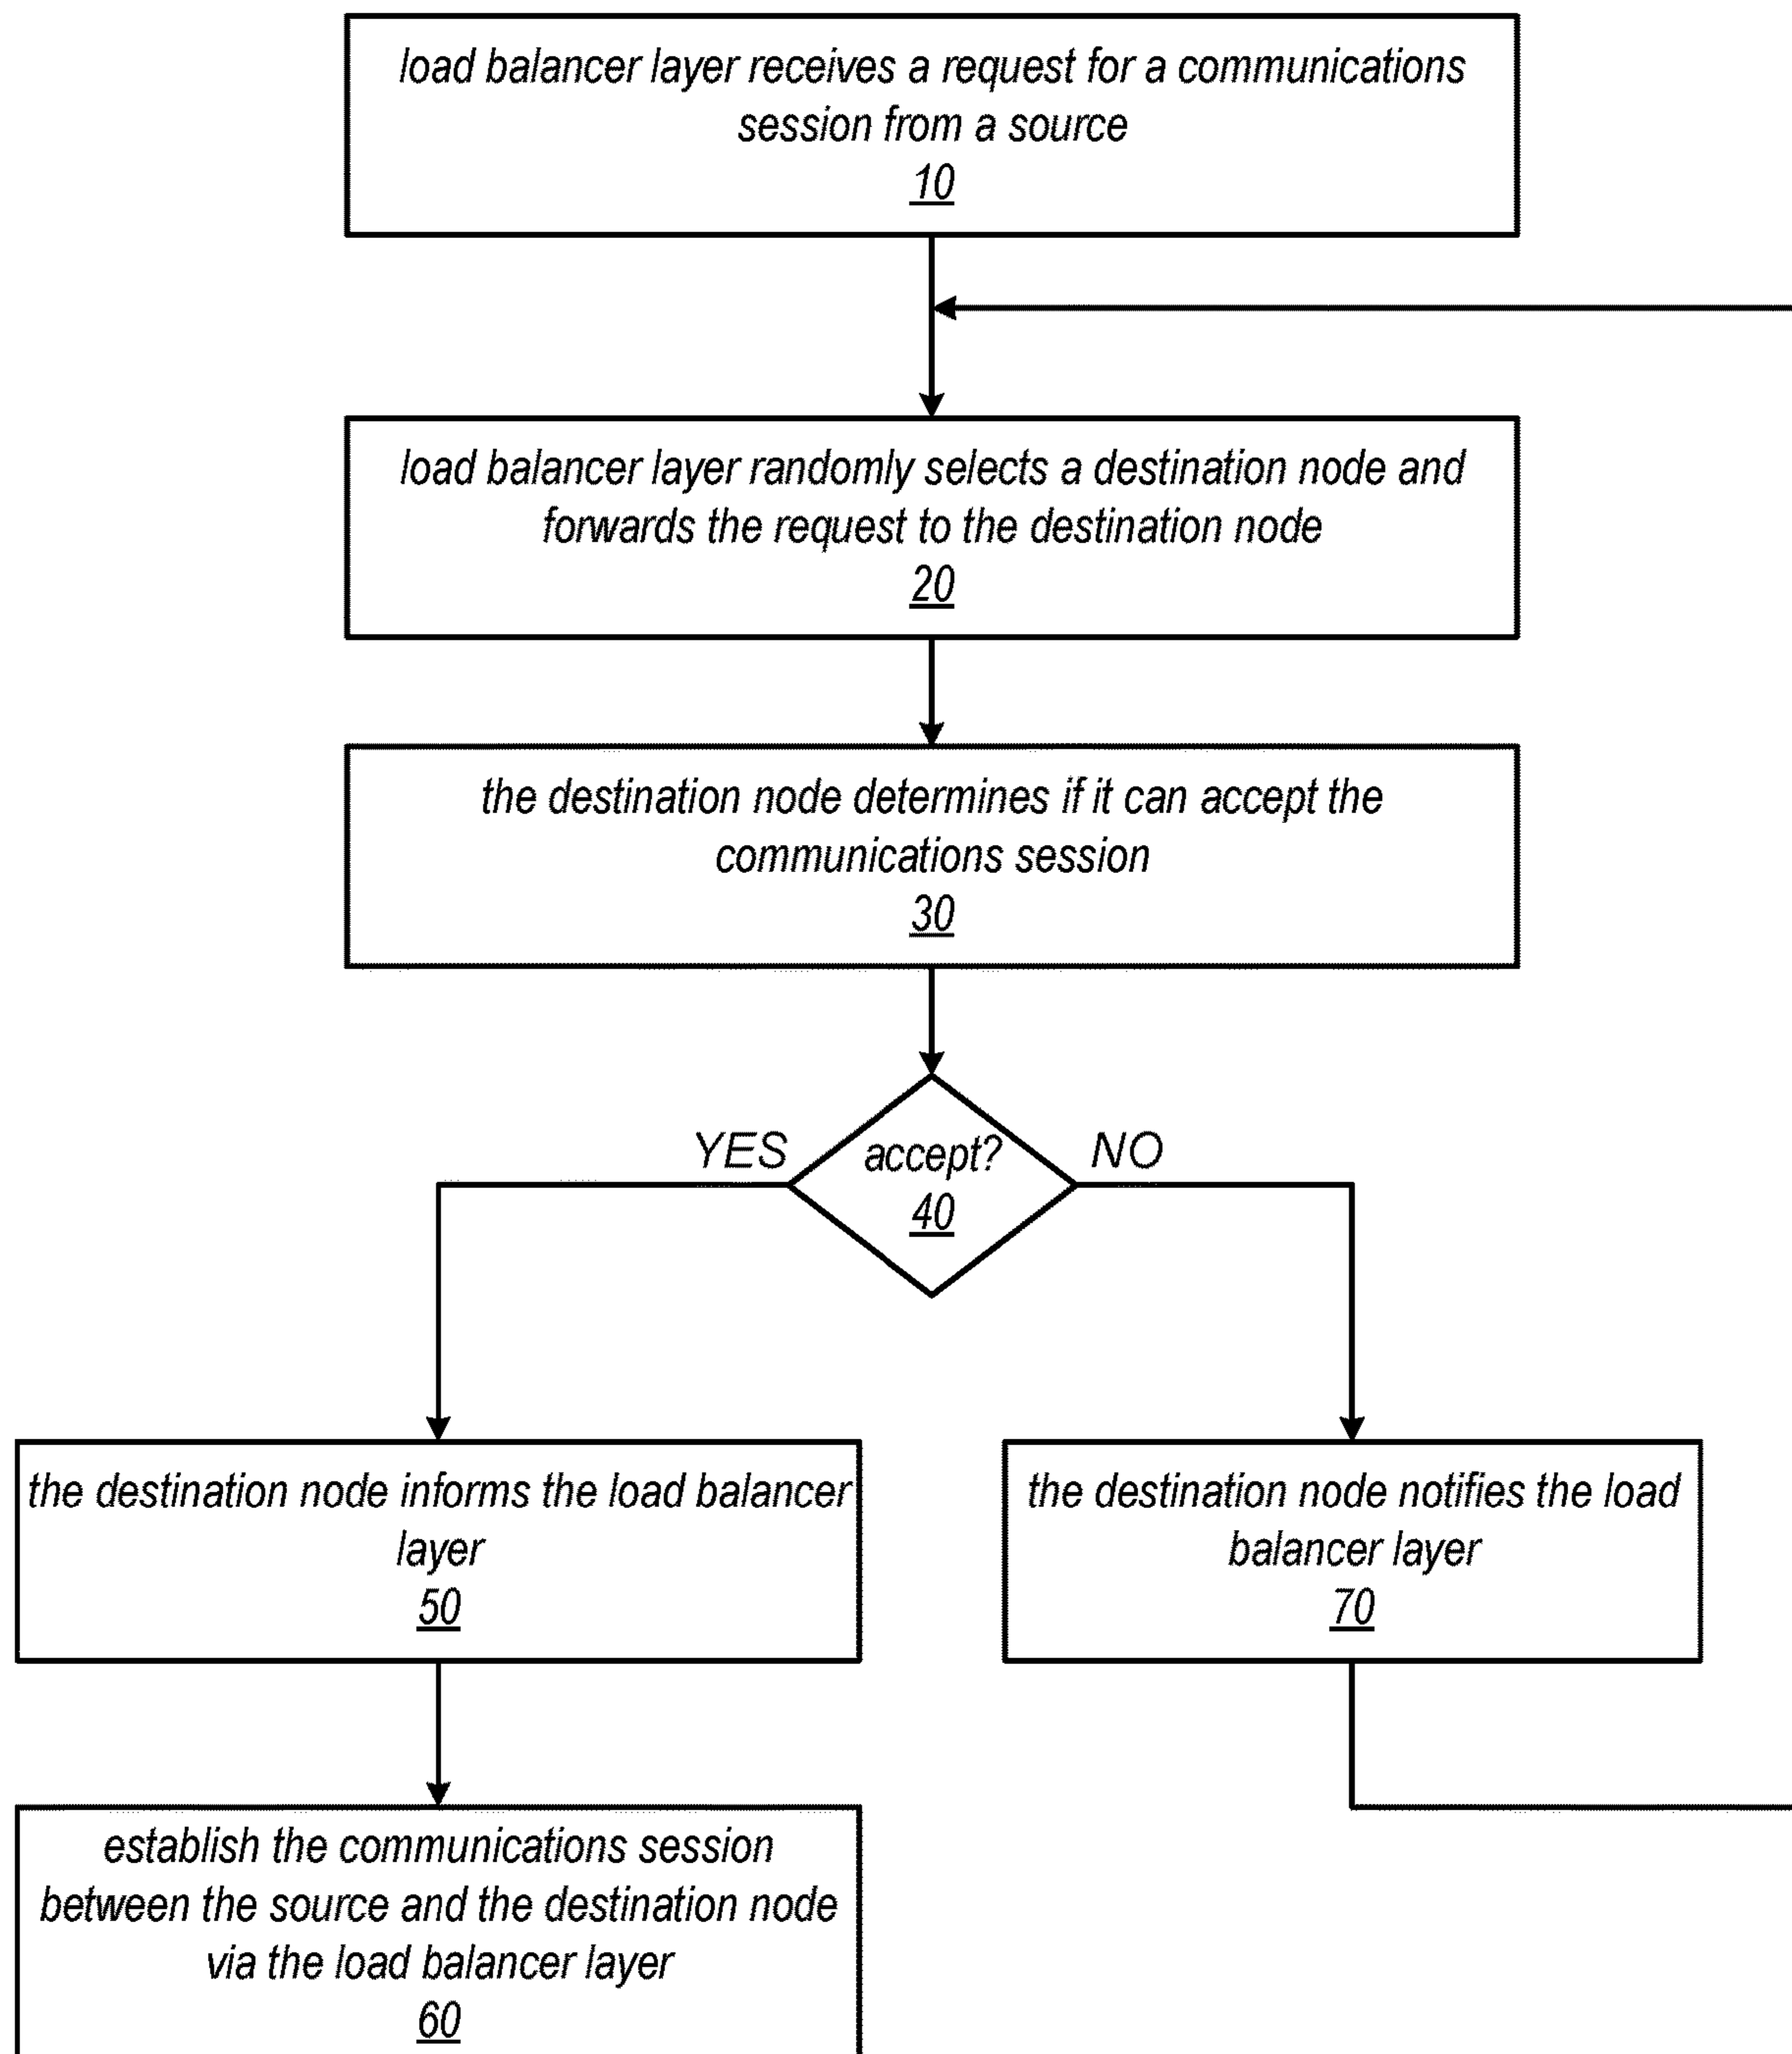 load balancer layer receives a request for a communications
session from a source
10
load balancer layer randomly selects a destination node and
forwards the request to the destination node
20
the destination node determines if it can accept the
communications session
30
YES
accept?
NO
40
the destination node informs the load balancer
layer
50
the destination node notifies the load
balancer layer
70
establish the communications session
between the source and the destination node
via the load balancer layer
60